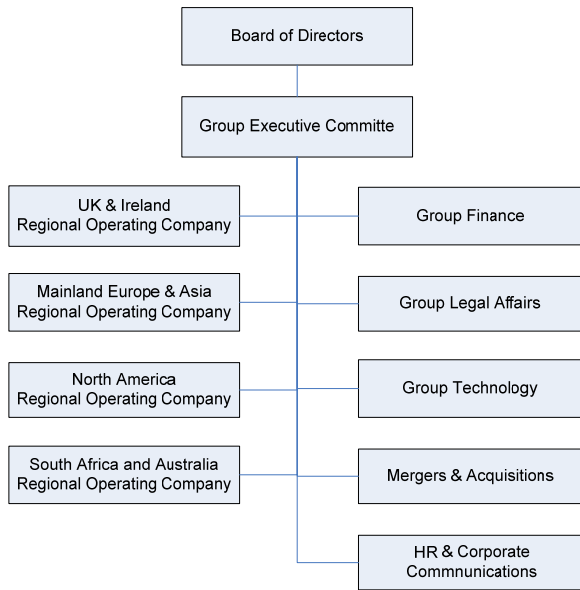 Board of Directors
Group Executive Committe
UK & Ireland
Regional Operating Company
Group Finance
Mainland Europe & Asia
Regional Operating Company
Group Legal Affairs
North America
Regional Operating Company
Group Technology
South Africa and Australia
Regional Operating Company
Mergers & Acquisitions
HR & Corporate
Commnunications